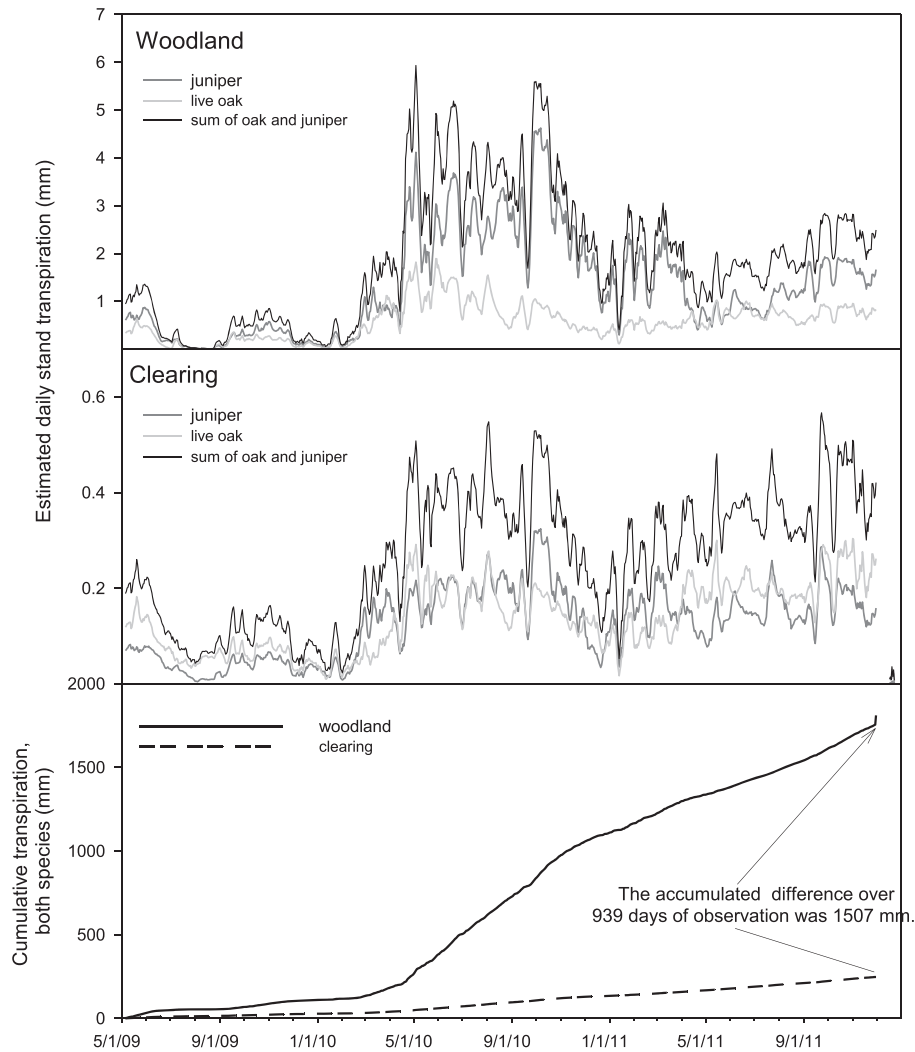 7
Woodland
6
juniper
live oak
sum of oak and juniper
5
4
3
2
1
Estimated daily stand transpiration (mm)
Clearing
0.6
juniper
live oak
sum of oak and juniper
0.4
0.2
2000
woodland
clearing
1500
1000
500
0
Cumulative transpiration,
both species (mm)
The accumulated difference over
939 days of observation was 1507 mm.
5/1/09 9/1/09 1/1/10 5/1/10 9/1/10 1/1/11 5/1/11 9/1/11